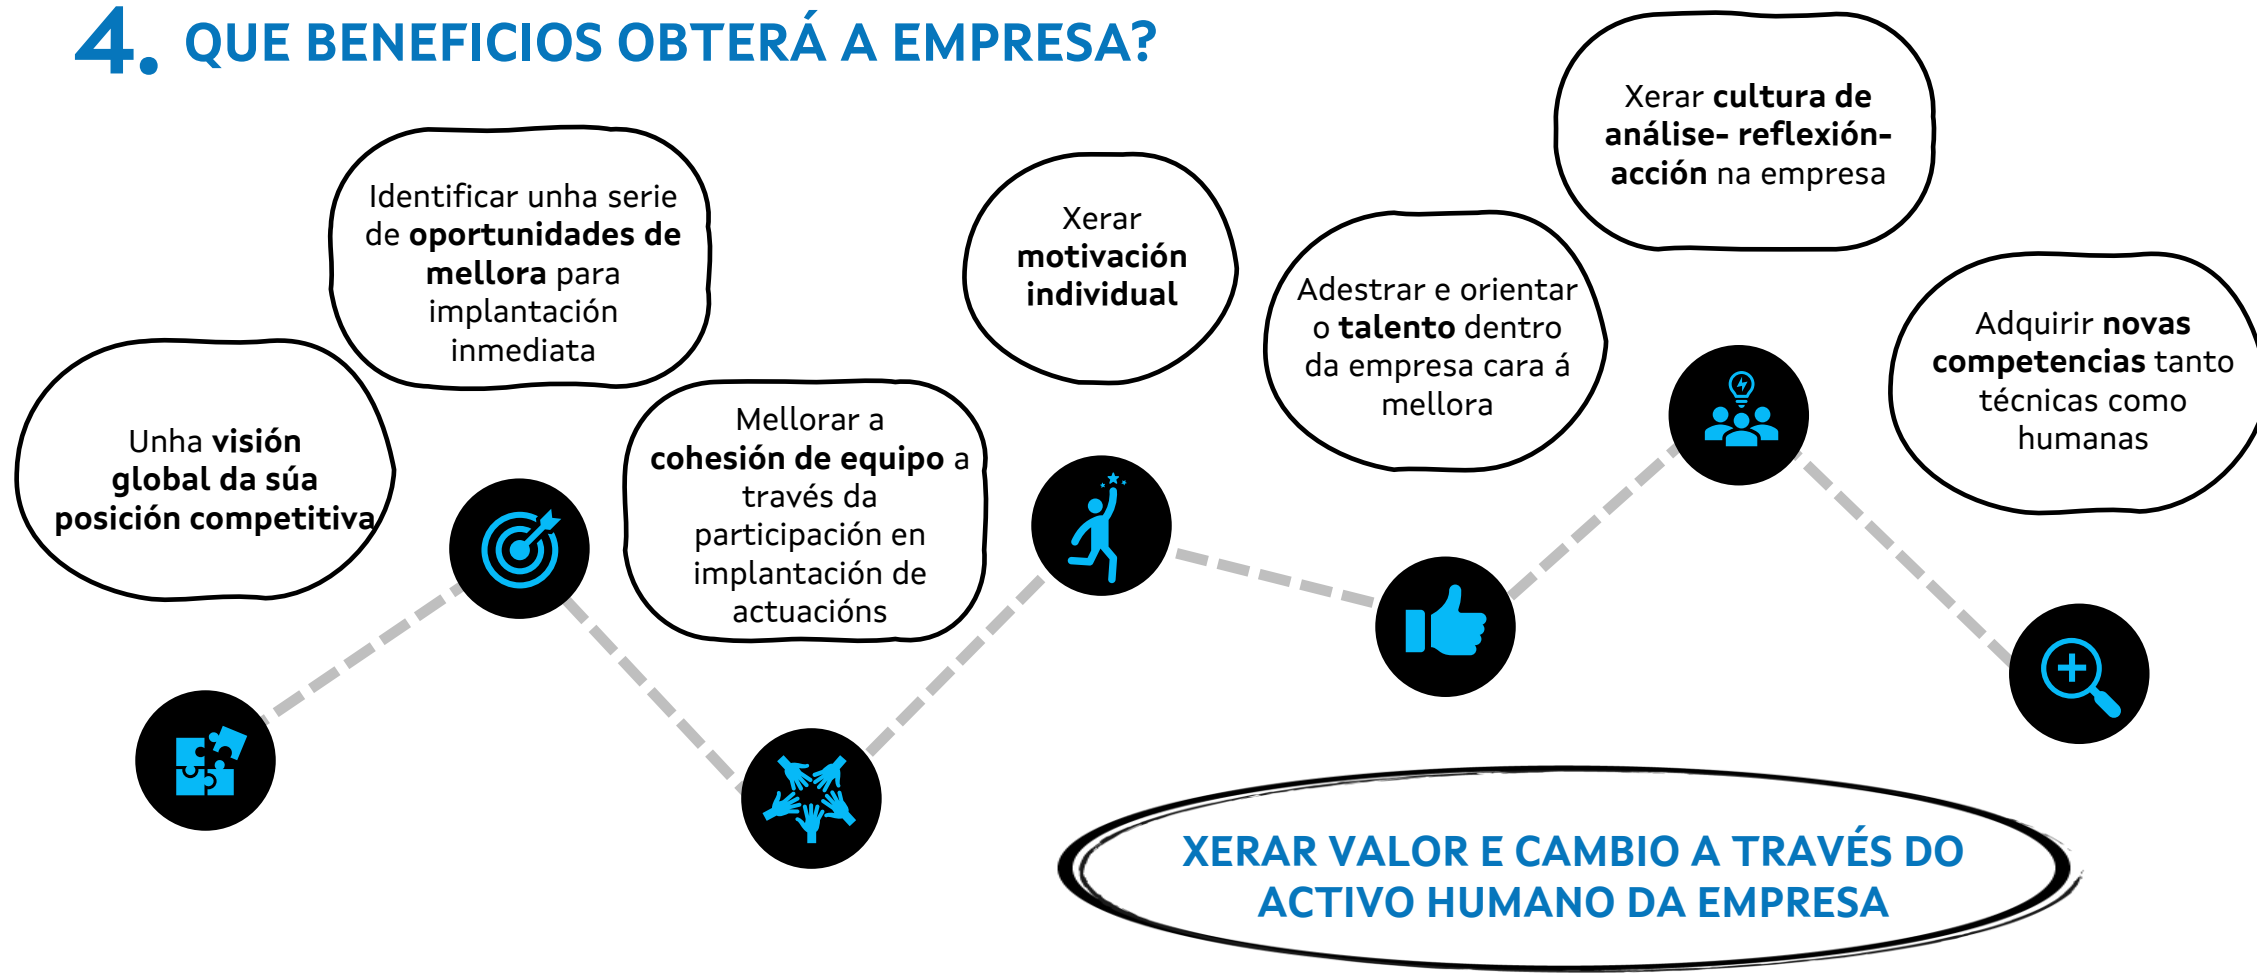 4. QUE BENEFICIOS OBTERÁ A EMPRESA?
Unha visión
global da súa
posición competitiva
Identificar unha serie
de oportunidades de
mellora para
implantación
inmediata
Mellorar a
cohesión de equipo a
través da
participación en
implantación de
actuacións
Xerar
motivación
individual
Adestrar e orientar
o talento dentro
da empresa cara á
mellora
Xerar cultura de
análise- reflexión-
acción na empresa
Adquirir novas
competencias tanto
técnicas como
humanas
XERAR VALOR E CAMBIO A TRAVÉS DO
ACTIVO HUMANO DA EMPRESA